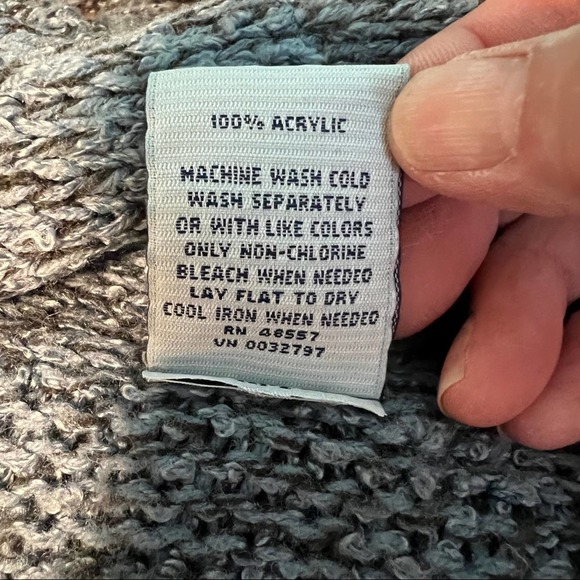 100% ACRYLIC
MACHINE WASH COLD
WASH SEPARATELY
OR WITH LIKE COLORS
ONLY NON-CHLORINE
BLEACH WHEN NEEDED
LAY FLAT TO DRY
COOL IRON WHEN NEEDED
RN 48557
VN 0032797